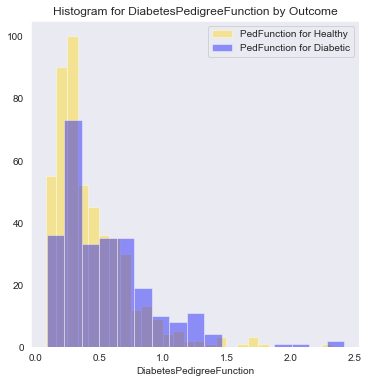 Histogram for DiabetesPedigreeFunction by Outcome
PedFunction for Healthy
PedFunction for Diabetic
100
80
60
40
20
0
0.0 0.5 1.0 1.5 2.0 2.5
DiabetesPedigreeFunction